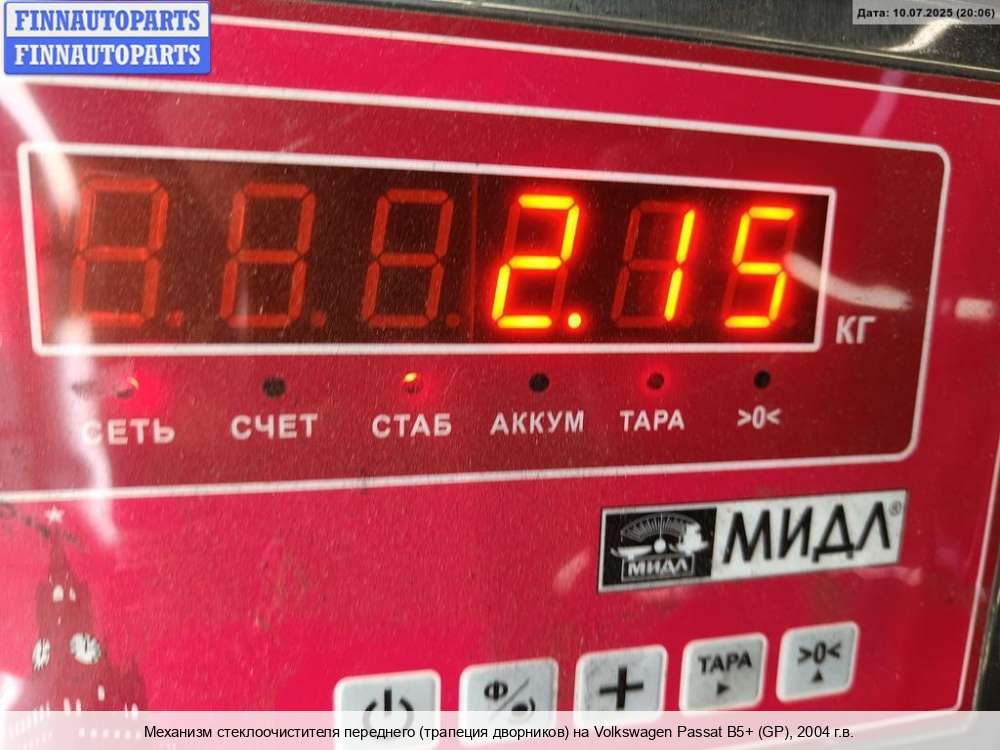 FINNAUTOPARTS
FINNAUTOPARTS
Дата: 10.07.2025 (20:06)
2.15
КГ
СЕТЬ СЧЕТ СТАБ АККУМ ТАРА >0<
МИДЛ
МИДЛ®
Ф/
+
ТАРА
>0<
Механизм стеклоочистителя переднего (трапеция дворников) на Volkswagen Passat B5+ (GP), 2004 г.в.